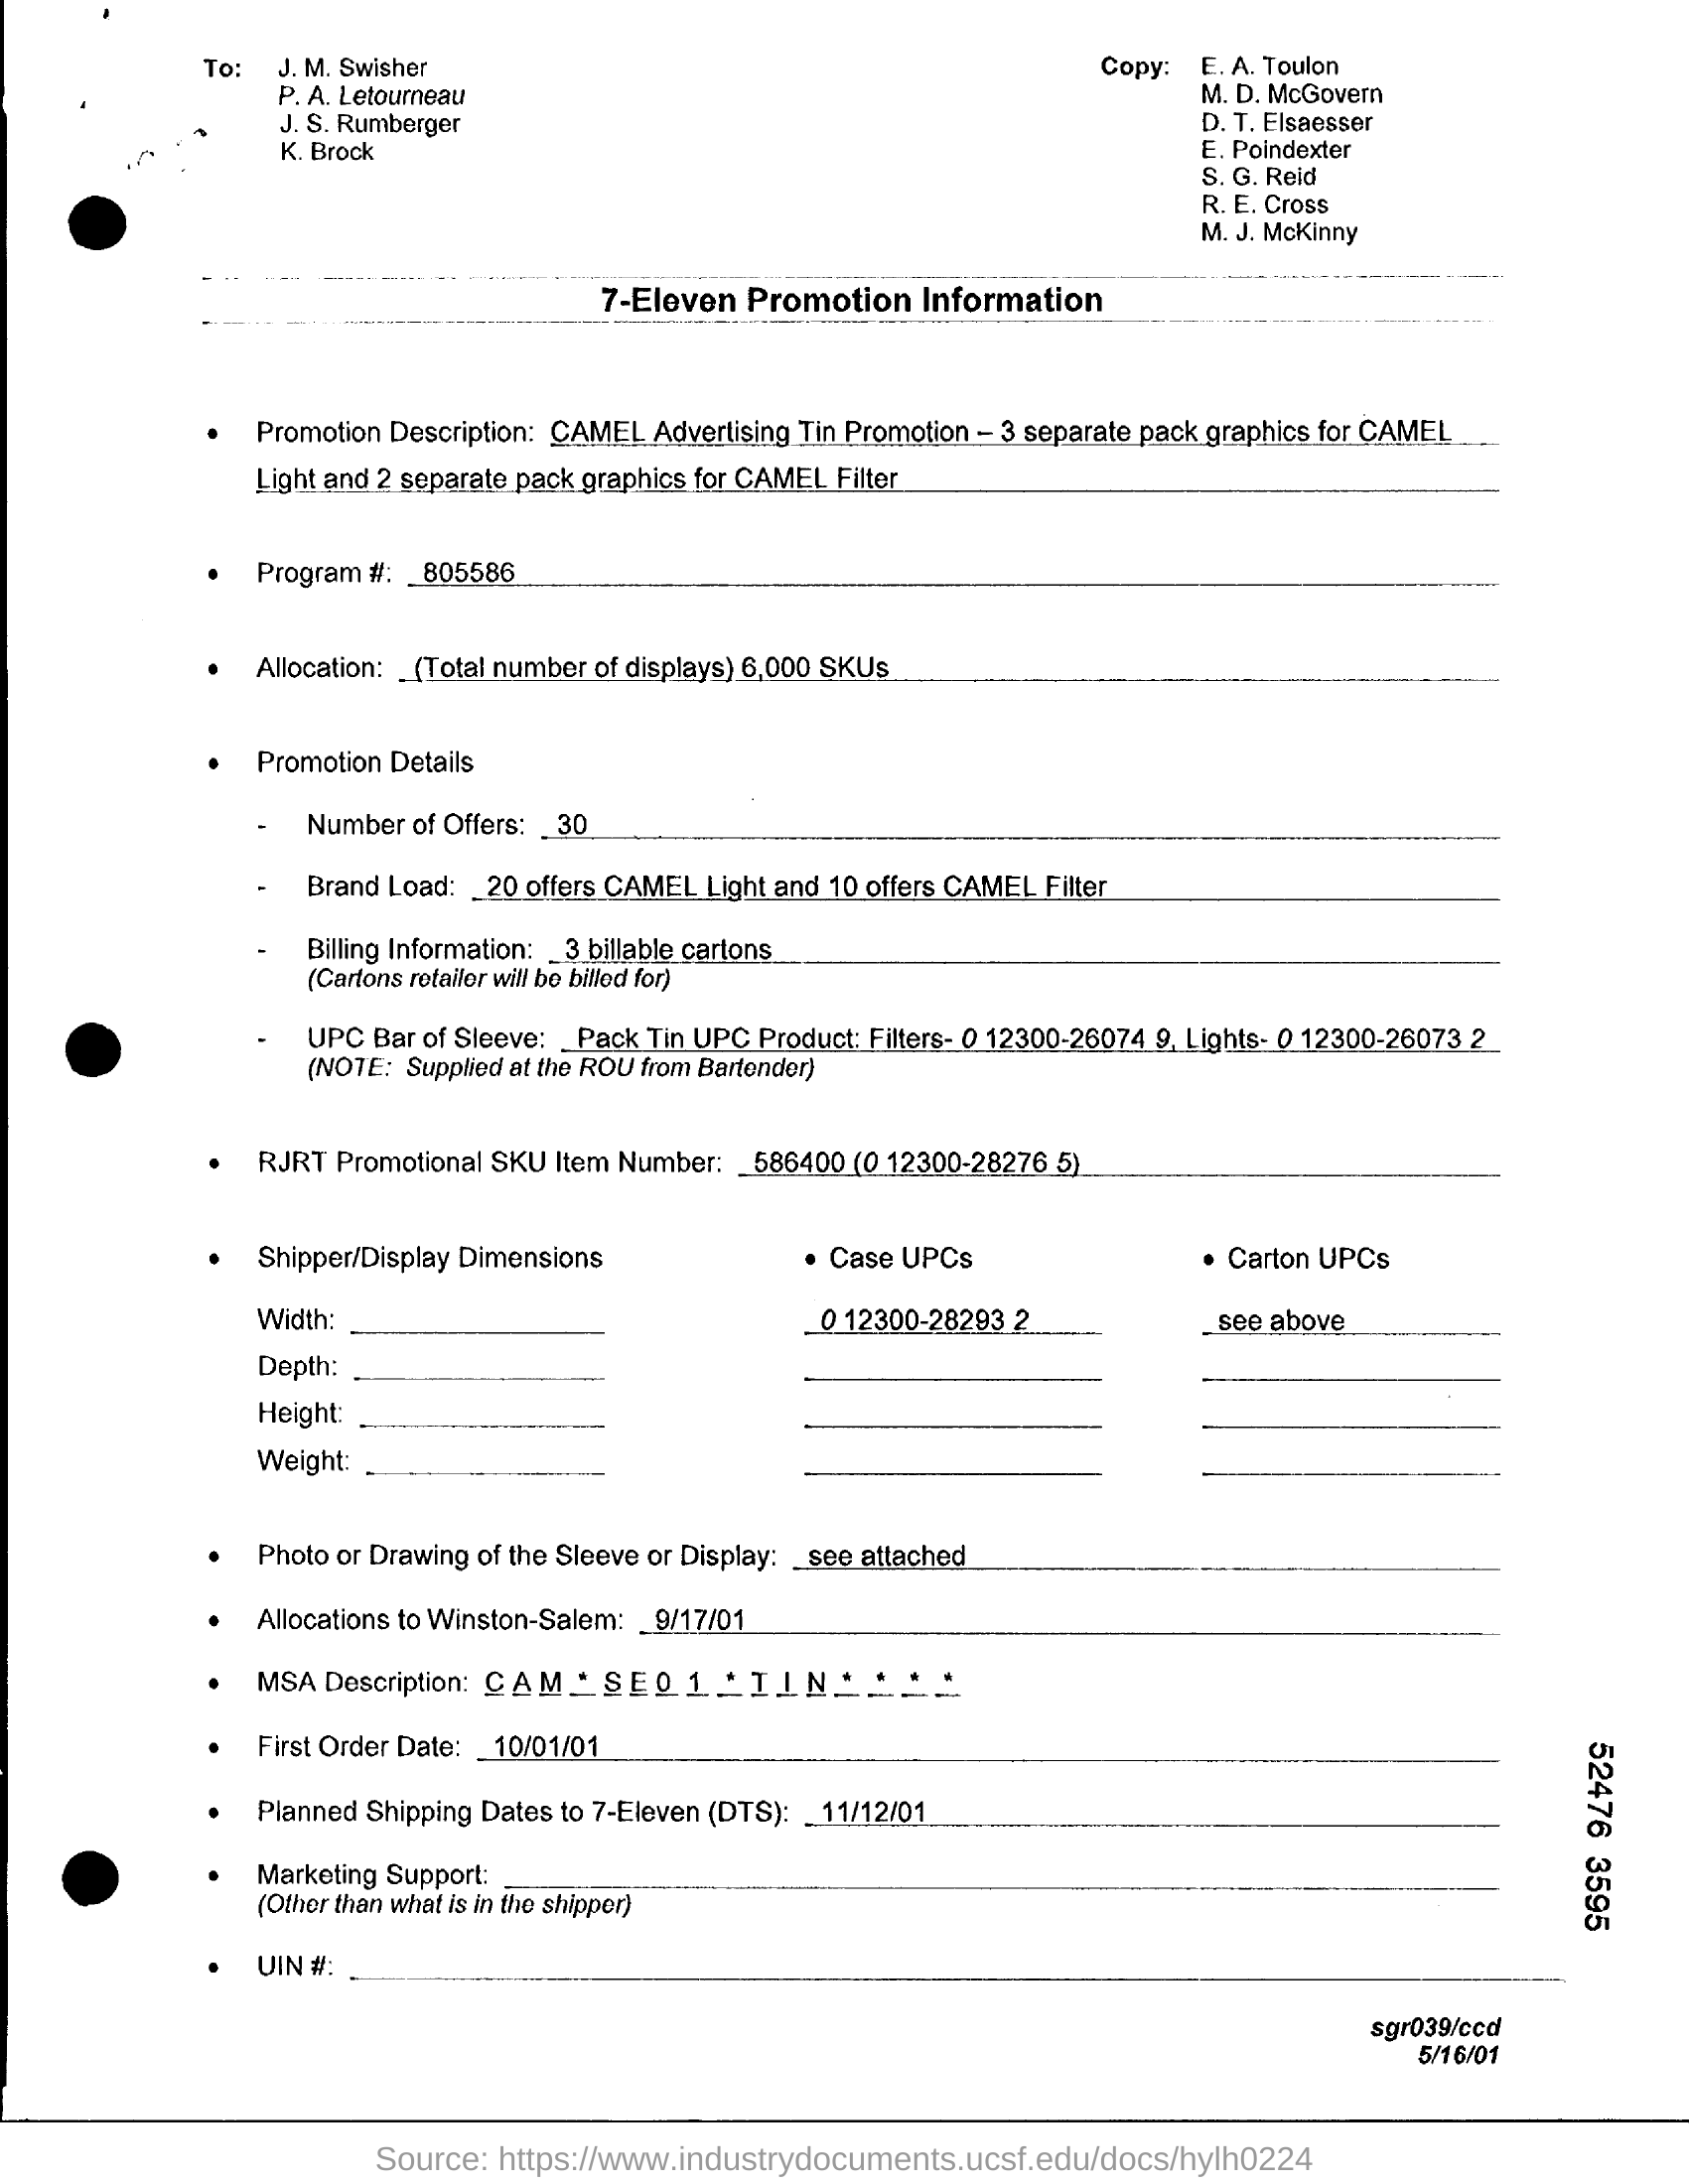 To: J. M. Swisher
P. A. Letourneau
J. S. Rumberger
K. Brock
Copy: E. A. Toulon
M. D. McGovern
D. T. Elsaesser
E. Poindexter
S. G. Reid
R. E. Cross
M. J. McKinny
7-Eleven Promotion Information
• Promotion Description: CAMEL Advertising Tin Promotion – 3 separate pack graphics for CAMEL
Light and 2 separate pack graphics for CAMEL Filter
• Program #: 805586
• Allocation: (Total number of displays) 6,000 SKUs
• Promotion Details
- Number of Offers: 30
- Brand Load: 20 offers CAMEL Light and 10 offers CAMEL Filter
- Billing Information: 3 billable cartons
(Cartons retailer will be billed for)
- UPC Bar of Sleeve: Pack Tin UPC Product: Filters- 0 12300-26074 9, Lights- 0 12300-26073 2
(NOTE: Supplied at the ROU from Bartender)
• RJRT Promotional SKU Item Number: 586400 (0 12300-28276 5)
• Shipper/Display Dimensions • Case UPCs • Carton UPCs
Width: 0 12300-28293 2 see above
Depth:
Height:
Weight:
• Photo or Drawing of the Sleeve or Display: see attached
• Allocations to Winston-Salem: 9/17/01
• MSA Description: C A M * S E 0 1 * T I N * * * *
• First Order Date: 10/01/01
• Planned Shipping Dates to 7-Eleven (DTS): 11/12/01
• Marketing Support:
(Other than what is in the shipper)
• UIN #:
52476 3595
sgr039/ccd
5/16/01
Source: https://www.industrydocuments.ucsf.edu/docs/hylh0224